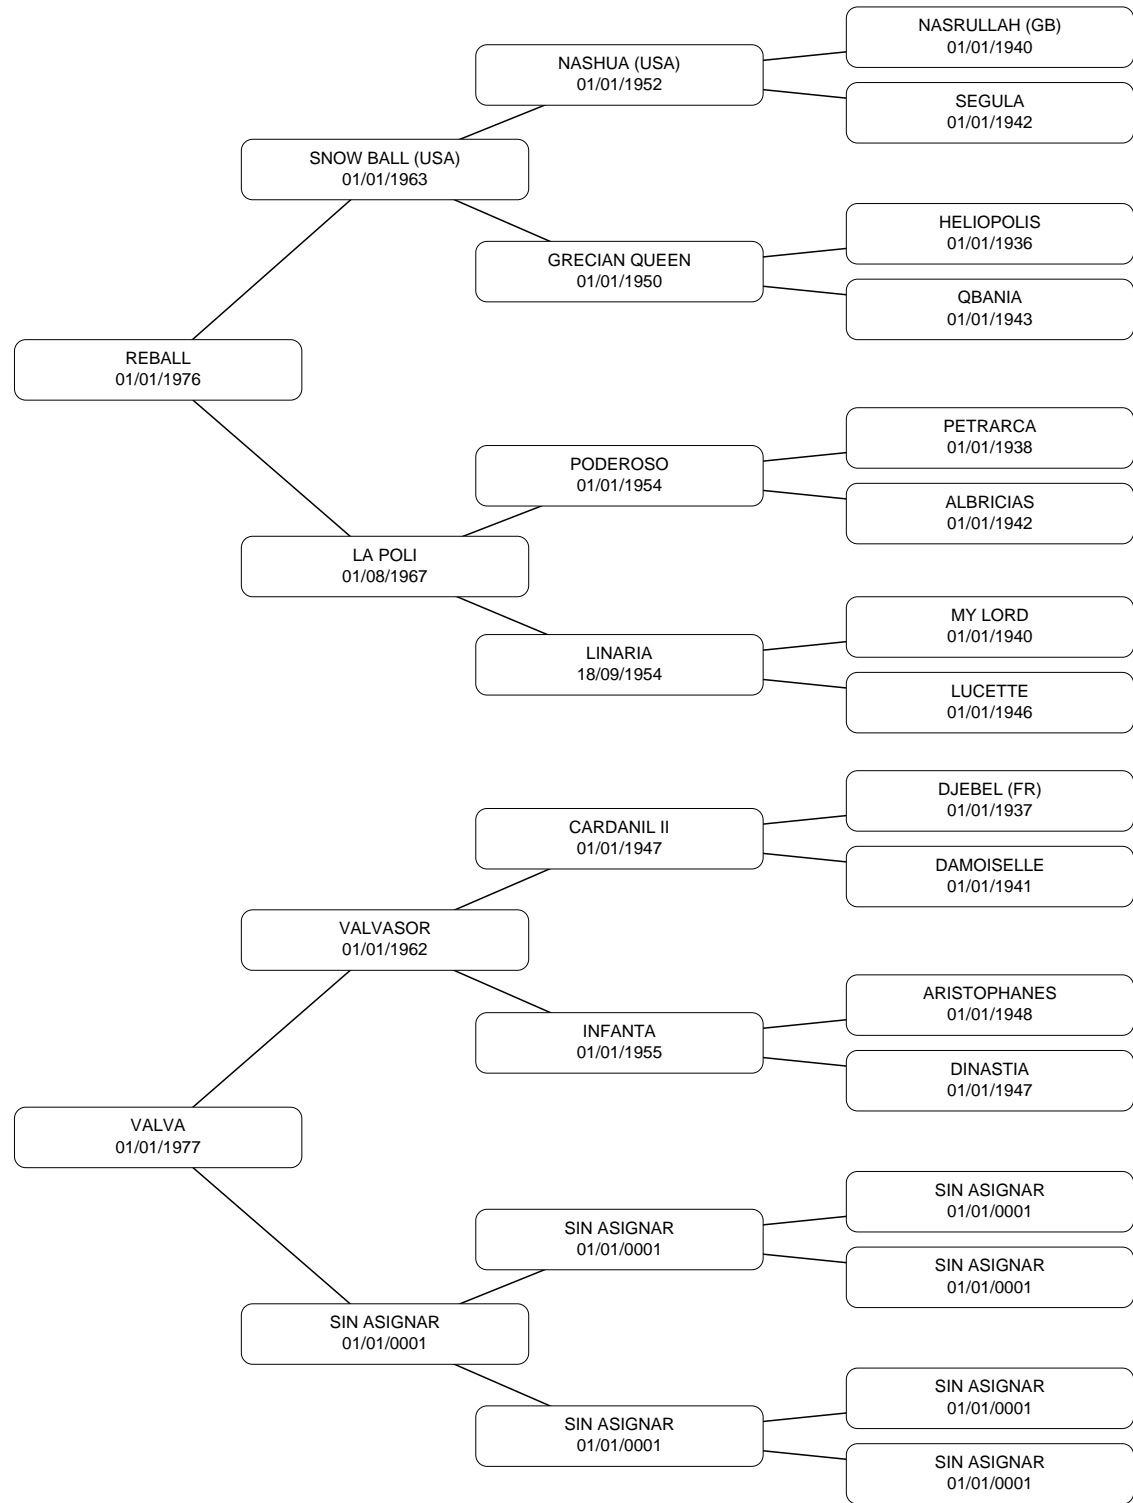 NASRULLAH (GB)
01/01/1940
NASHUA (USA)
01/01/1952
SEGULA
01/01/1942
SNOW BALL (USA)
01/01/1963
HELIOPOLIS
01/01/1936
GRECIAN QUEEN
01/01/1950
QBANIA
01/01/1943
REBALL
01/01/1976
PETRARCA
01/01/1938
PODEROSO
01/01/1954
ALBRICIAS
01/01/1942
LA POLI
01/08/1967
MY LORD
01/01/1940
LINARIA
18/09/1954
LUCETTE
01/01/1946
DJEBEL (FR)
01/01/1937
CARDANIL II
01/01/1947
DAMOISELLE
01/01/1941
VALVASOR
01/01/1962
ARISTOPHANES
01/01/1948
INFANTA
01/01/1955
DINASTIA
01/01/1947
VALVA
01/01/1977
SIN ASIGNAR
01/01/0001
SIN ASIGNAR
01/01/0001
SIN ASIGNAR
01/01/0001
SIN ASIGNAR
01/01/0001
SIN ASIGNAR
01/01/0001
SIN ASIGNAR
01/01/0001
SIN ASIGNAR
01/01/0001